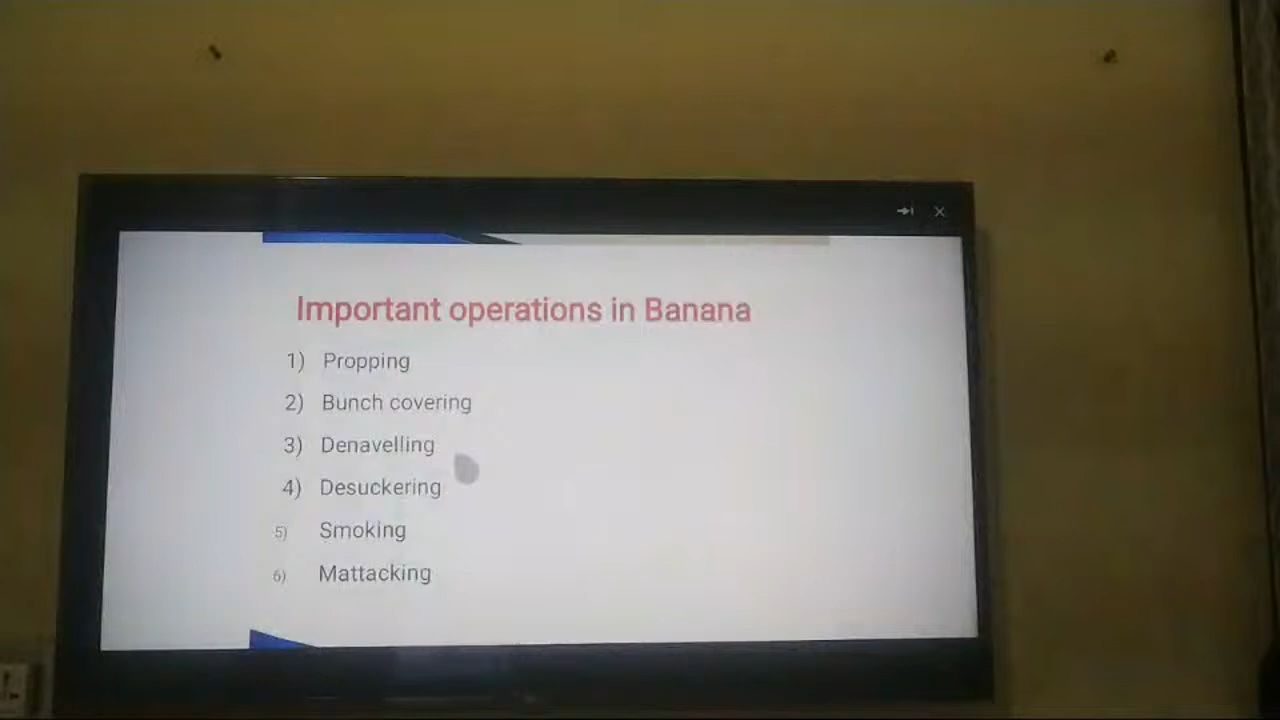 Important operations in Banana
1) Propping
2) Bunch covering
3) Denavelling
4) Desuckering
5) Smoking
6) Mattacking